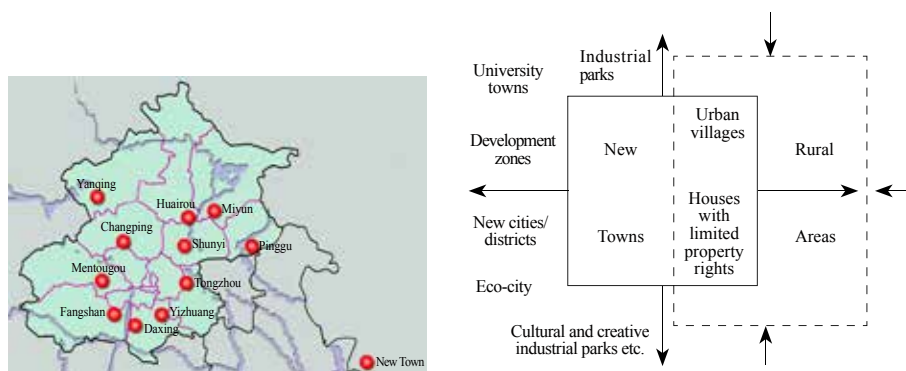 Yanqing
Huairou
Miyun
Changping
Shunyi
Pinggu
Mentougou
Tongzhou
Fangshan
Yizhuang
Daxing
New Town
University
towns
Industrial
parks
Development
zones
New cities/
districts
Eco-city
Cultural and creative
industrial parks etc.
New
Towns
Urban
villages
Houses
with
limited
property
rights
Rural
Areas